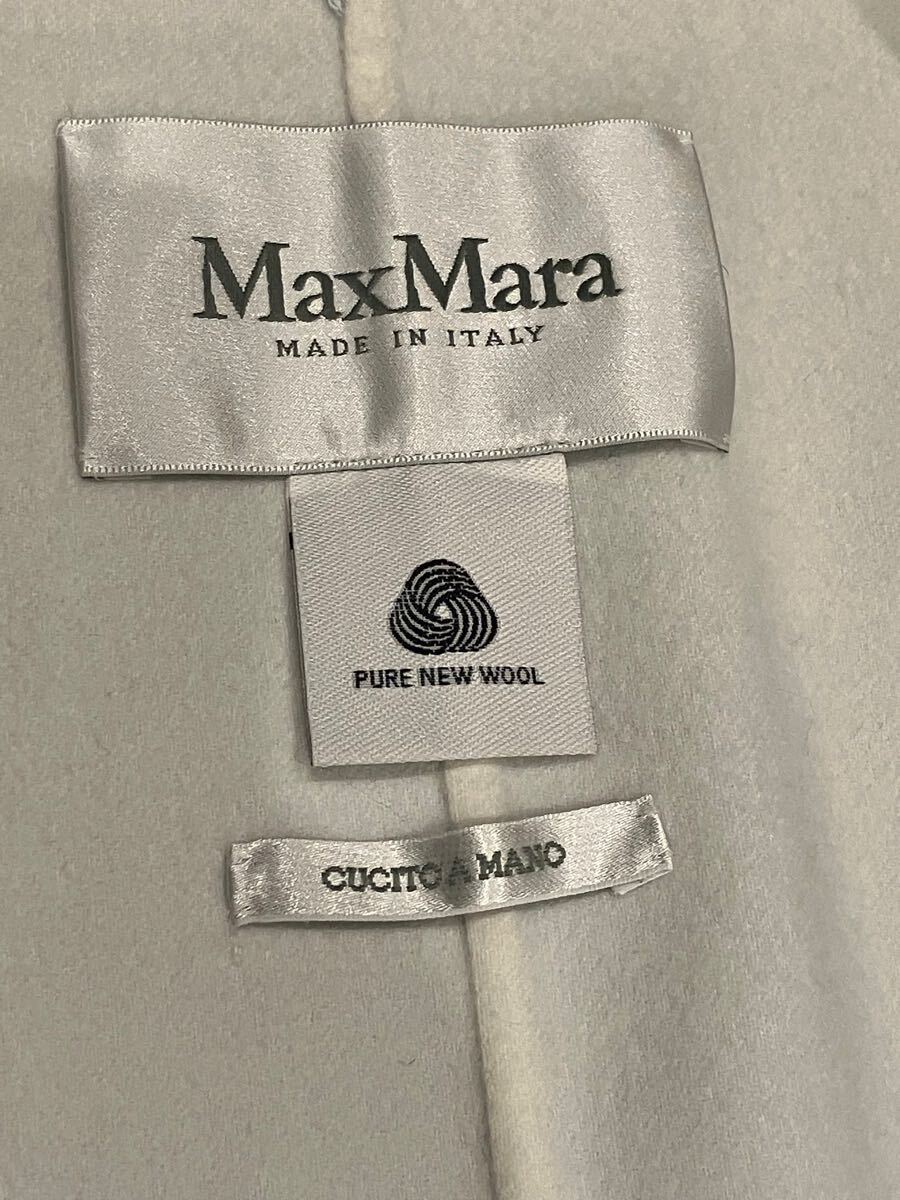 MaxMara
MADE IN ITALY
PURE NEW WOOL
CUCITO A MANO